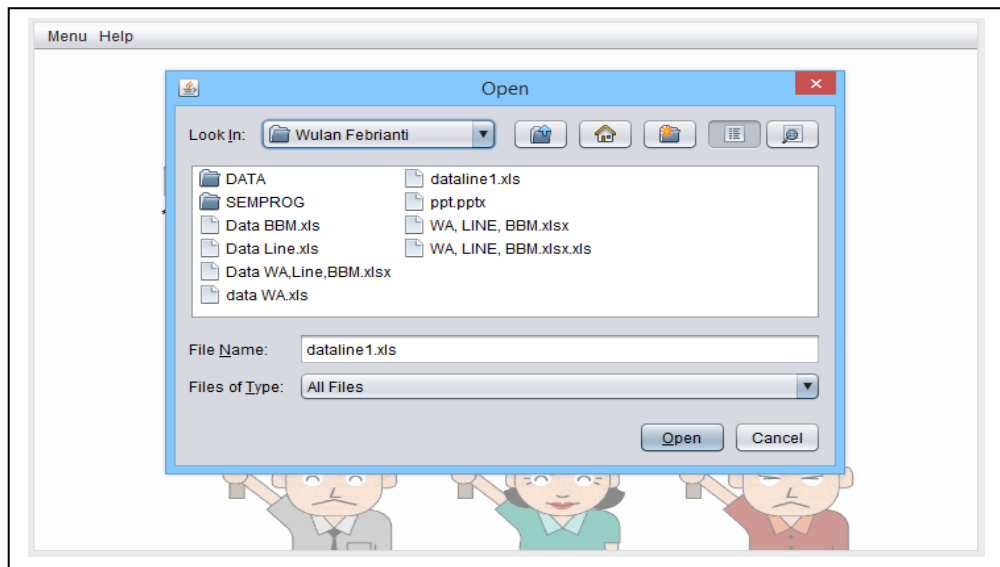 Menu Help
Open
Look In: Wulan Febrianti
DATA
SEMPROG
Data BBM.xls
Data Line.xls
Data WA,Line,BBM.xlsx
data WA.xls
dataline1.xls
ppt.pptx
WA, LINE, BBM.xlsx
WA, LINE, BBM.xlsx.xls
File Name: dataline1.xls
Files of Type: All Files
Open Cancel